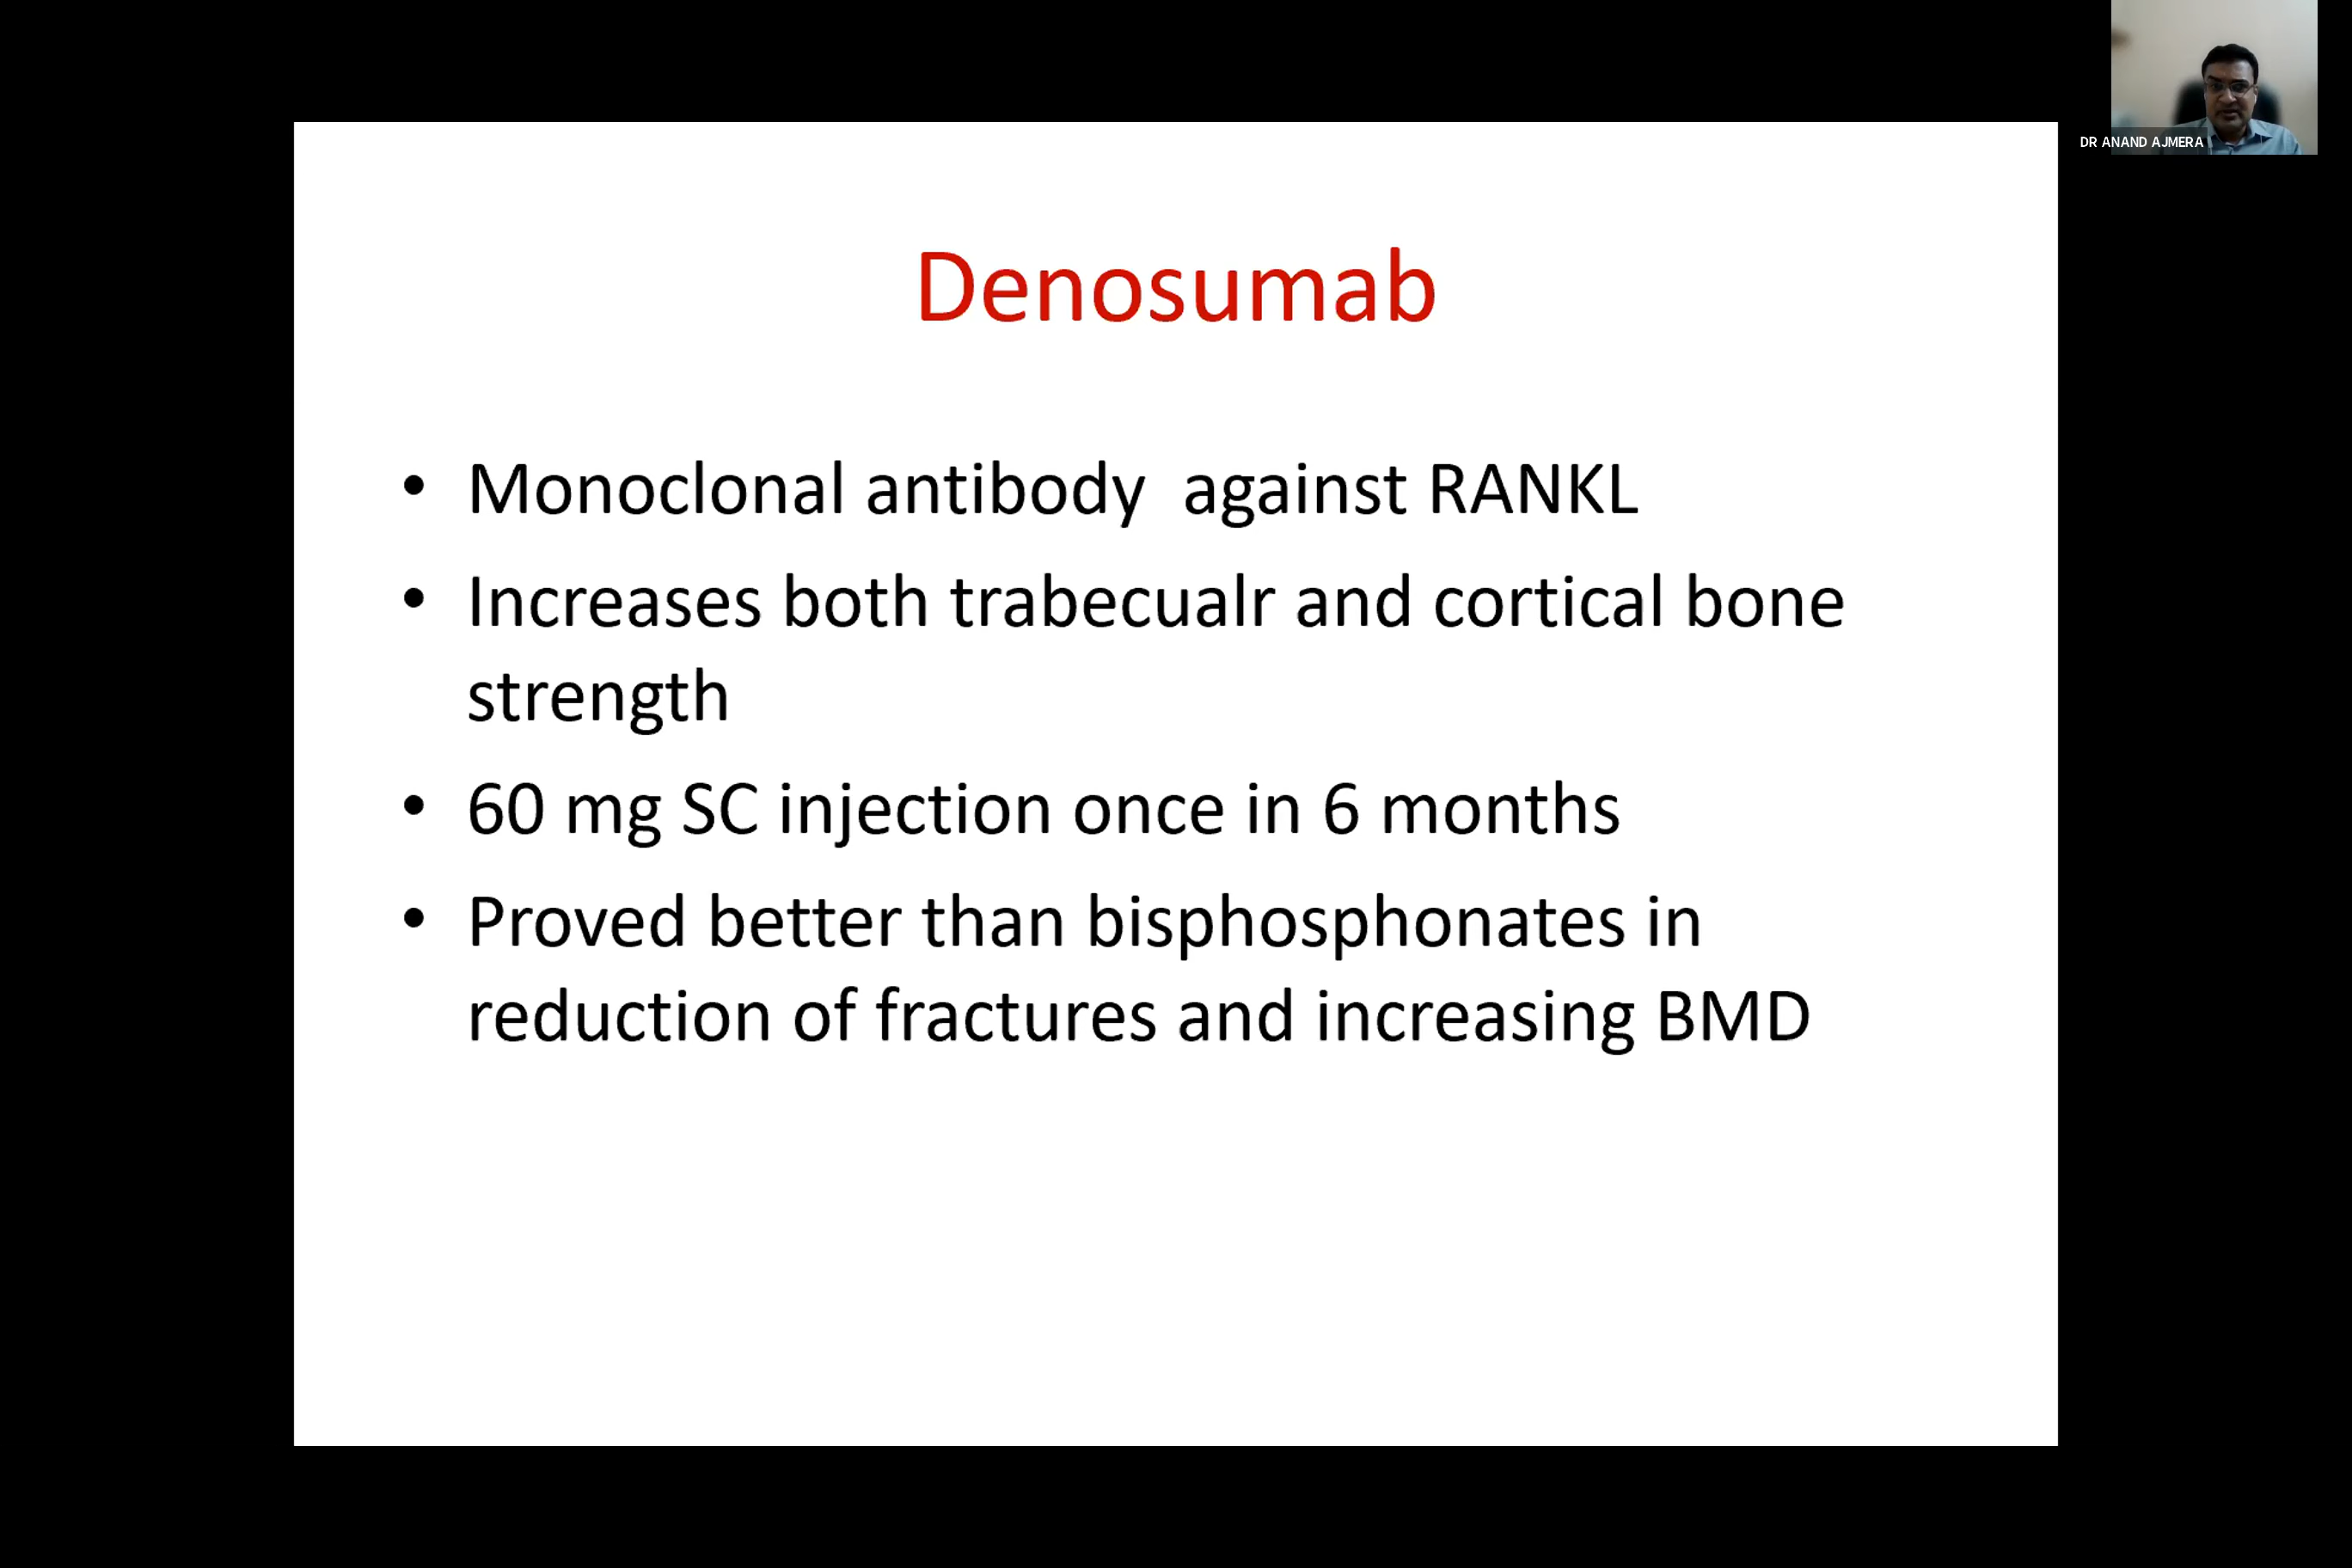 DR ANAND AJMERA
Denosumab
• Monoclonal antibody  against RANKL
• Increases both trabecualr and cortical bone
strength
• 60 mg SC injection once in 6 months
• Proved better than bisphosphonates in
reduction of fractures and increasing BMD